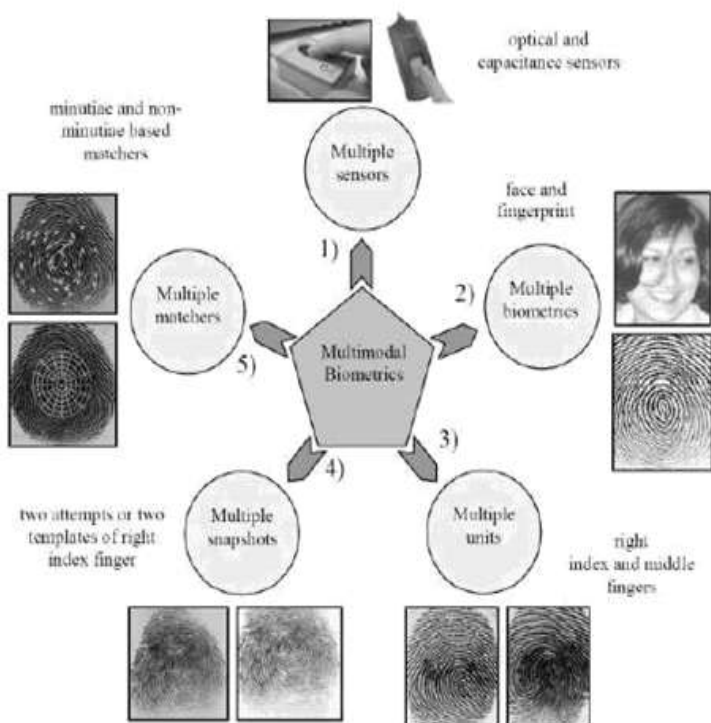 optical and
capacitance sensors
minutiae and non-
minutiae based
matchers
Multiple
sensors
face and
fingerprint
1)
2)
Multiple
matchers
Multiple
biometrics
Multimodal
Biometrics
5)
3)
4)
two attempts or two
templates of right
index finger
Multiple
snapshots
Multiple
units
right
index and middle
fingers